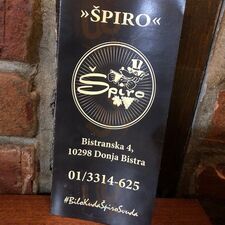 »ŠPIRO«
Špiro
Bistranska 4,
10298 Donja Bistra
01/3314-625
#BiloKudaŠpiroSvuda